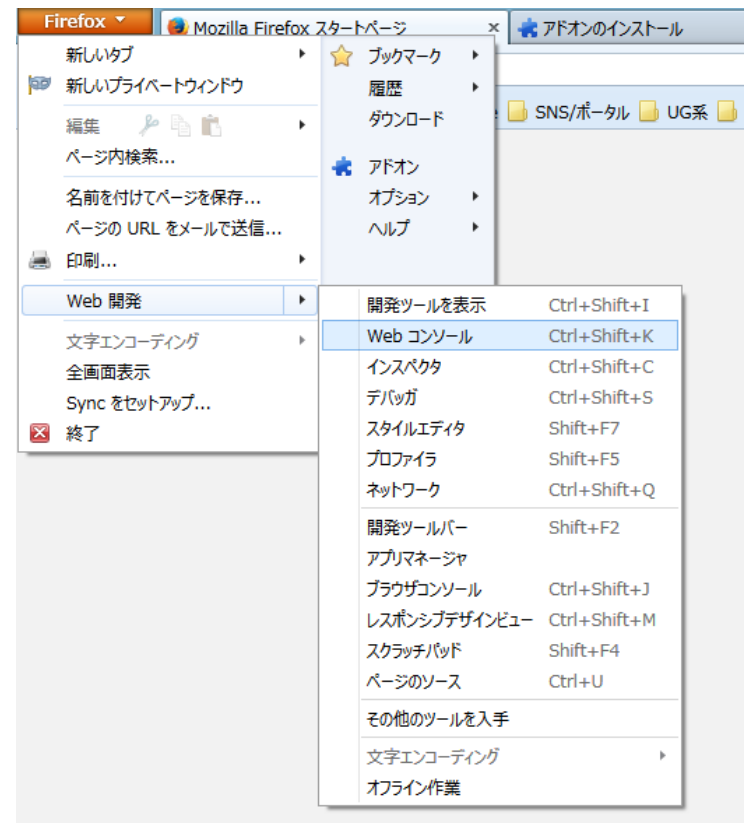 Firefox
Mozilla Firefox スタートページ
アドオンのインストール
SNS/ポータル
UG系
新しいタブ
新しいプライベートウィンドウ
編集
ページ内検索...
名前を付けてページを保存...
ページの URL をメールで送信...
印刷...
Web 開発
文字エンコーディング
全画面表示
Sync をセットアップ...
終了
ブックマーク
履歴
ダウンロード
アドオン
オプション
ヘルプ
開発ツールを表示 Ctrl+Shift+I
Web コンソール Ctrl+Shift+K
インスペクタ Ctrl+Shift+C
デバッガ Ctrl+Shift+S
スタイルエディタ Shift+F7
プロファイラ Shift+F5
ネットワーク Ctrl+Shift+Q
開発ツールバー Shift+F2
アプリマネージャ
ブラウザコンソール Ctrl+Shift+J
レスポンシブデザインビュー Ctrl+Shift+M
スクラッチパッド Shift+F4
ページのソース Ctrl+U
その他のツールを入手
文字エンコーディング
オフライン作業